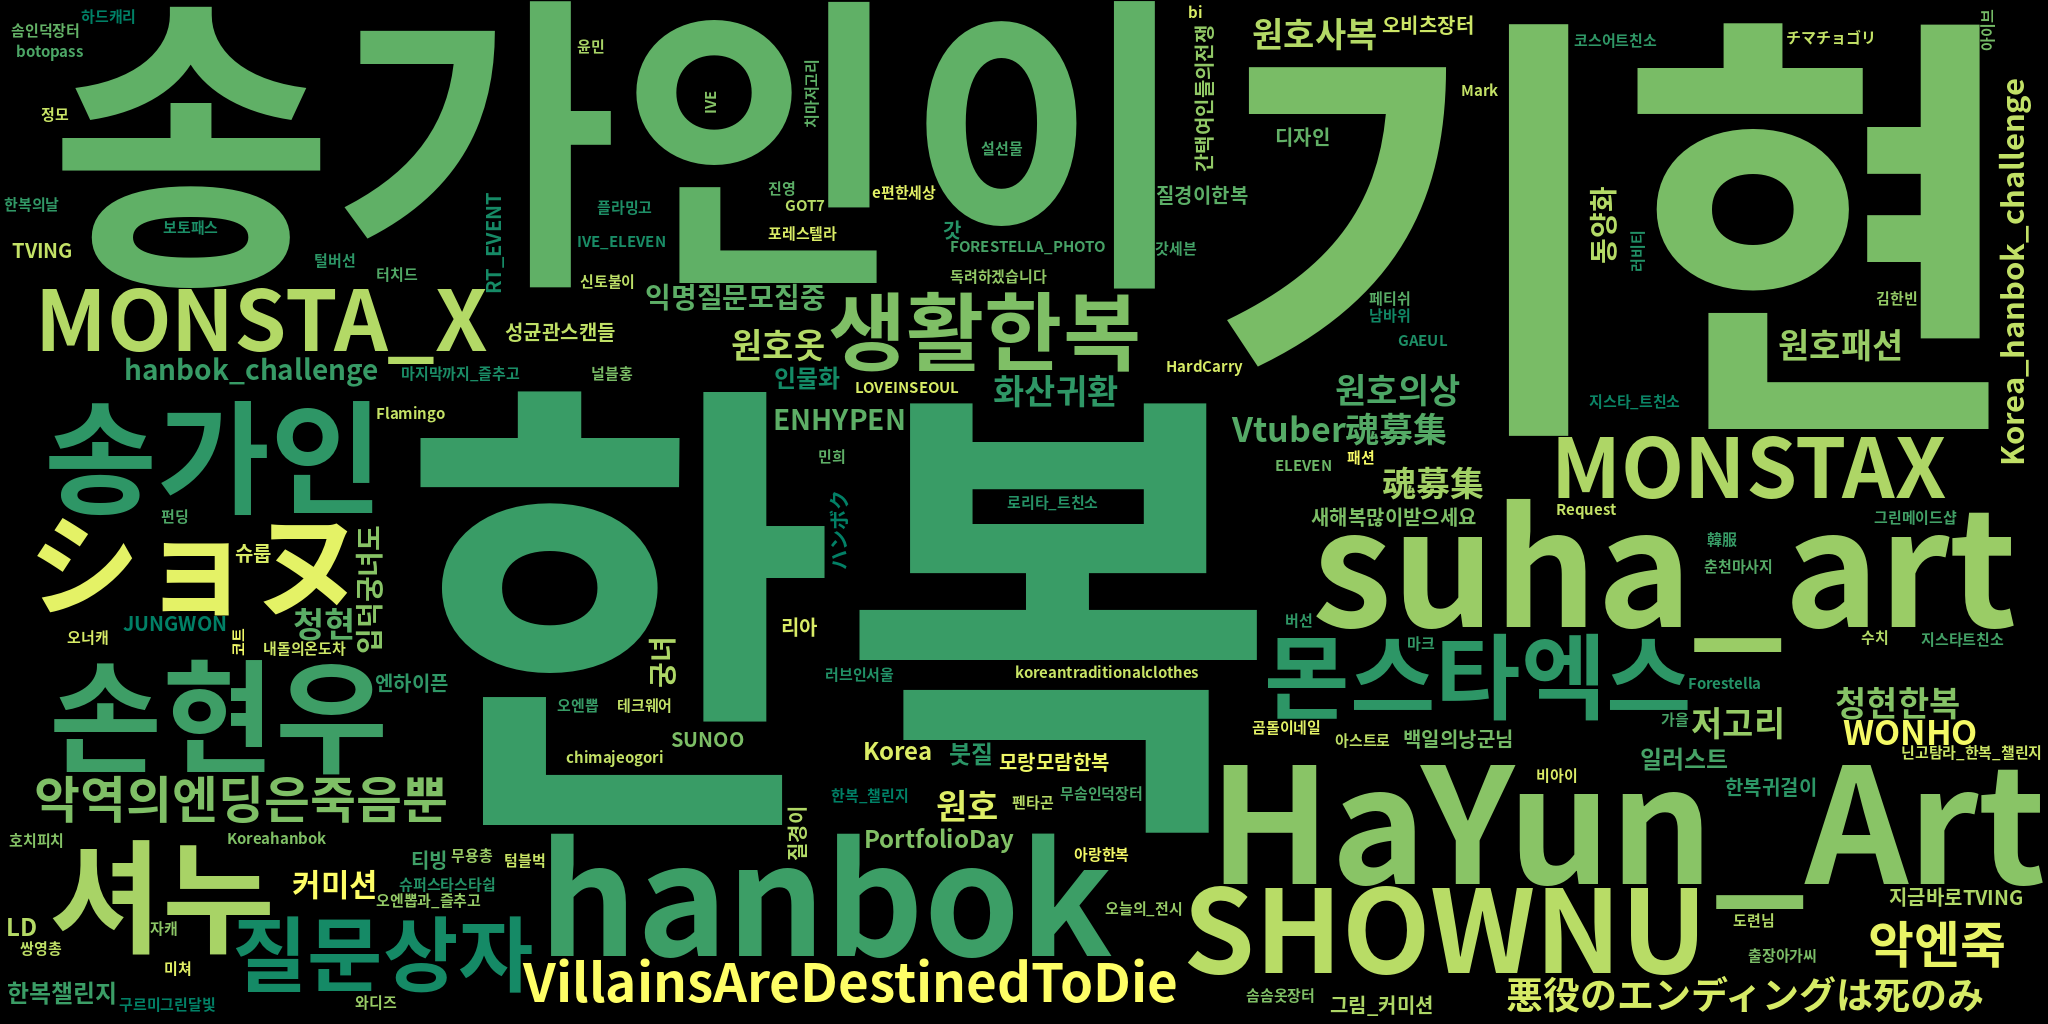 하드캐리
솜인덕장터
botopass
송가인이
기현
윤민
bi
원호사복
오비츠장터
코스어트친소
チマチョゴリ
아이브
정모
IVE
치마저고리
설선물
간택여인들의전쟁
Mark
디자인
Korea_hanbok_challenge
한복의날
보토패스
TVING
털버선
터치드
RT_EVENT
플라밍고
IVE_ELEVEN
신토불이
진영
GOT7
e편한세상
포레스텔라
갓
FORESTELLA_PHOTO
독려하겠습니다
질경이한복
갓세븐
동양화
러비티
페티쉬
남바위
GAEUL
김한빈
원호패션
MONSTA_X
성균관스캔들
익명질문모집중
원호옷
생활한복
HardCarry
hanbok_challenge
마지막까지_즐추고
널블홍
인물화
LOVEINSEOUL
화산귀환
원호의상
지스타_트친소
송가인
Flamingo
한복
ENHYPEN
Vtuber魂募集
MONSTAX
민희
ELEVEN
패션
魂募集
펀딩
ハンボク
로리타_트친소
새해복많이받으세요
Request
suha_art
그린메이드샵
韓服
춘천마사지
ショヌ
슈룹
입덕궁녀도
JUNGWON
청현
오너캐
코트
내돌의온도차
궁녀
리아
버선
마크
수치
지스타트친소
손현우
엔하이픈
러브인서울
koreantraditionalclothes
몬스타엑스
Forestella
청현한복
오엔뽑
테크웨어
SUNOO
chimajeogori
Korea
붓질
모랑모람한복
곰돌이네일
아스트로
백일의낭군님
가을
저고리
WONHO
일러스트
닌고탐라_한복_챌린지
악역의엔딩은죽음뿐
한복_챌린지
원호
펜타곤
무솜인덕장터
HaYun_Art
비아이
한복귀걸이
호치피치
Koreahanbok
질경이
PortfolioDay
셔누
커미션
티빙
무용총
텀블벅
슈퍼스타스타쉽
오엔뽑과_즐추고
hanbok
아랑한복
오늘의_전시
SHOWNU
지금바로TVING
LD
쌍영총
자캐
미쳐
질문상자
도련님
출장아가씨
악엔죽
한복챌린지
구르미그린달빛
와디즈
VillainsAreDestinedToDie
솜솜옷장터
그림_커미션
悪役のエンディングは死のみ